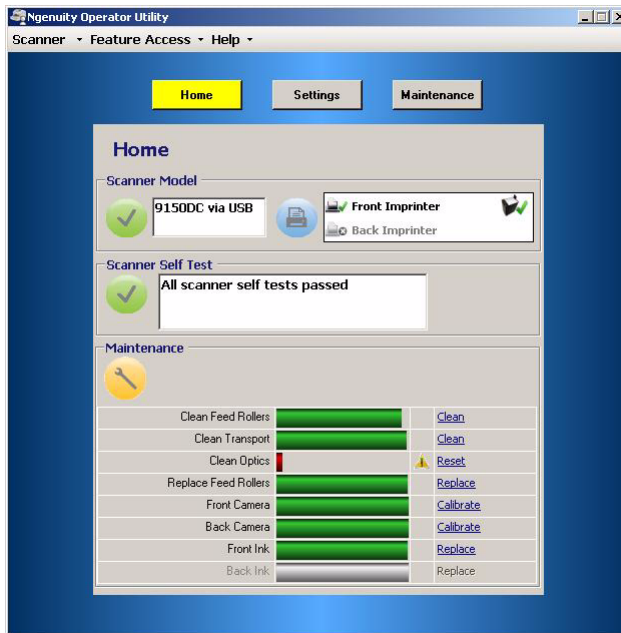 Ngenuity Operator Utility
Scanner Feature Access Help
Home Settings Maintenance
Home
Scanner Model
9150DC via USB
Front Imprinter
Back Imprinter
Scanner Self Test
All scanner self tests passed
Maintenance
Clean Feed Rollers Clean
Clean Transport Clean
Clean Optics Reset
Replace Feed Rollers Replace
Front Camera Calibrate
Back Camera Calibrate
Front Ink Replace
Back Ink Replace